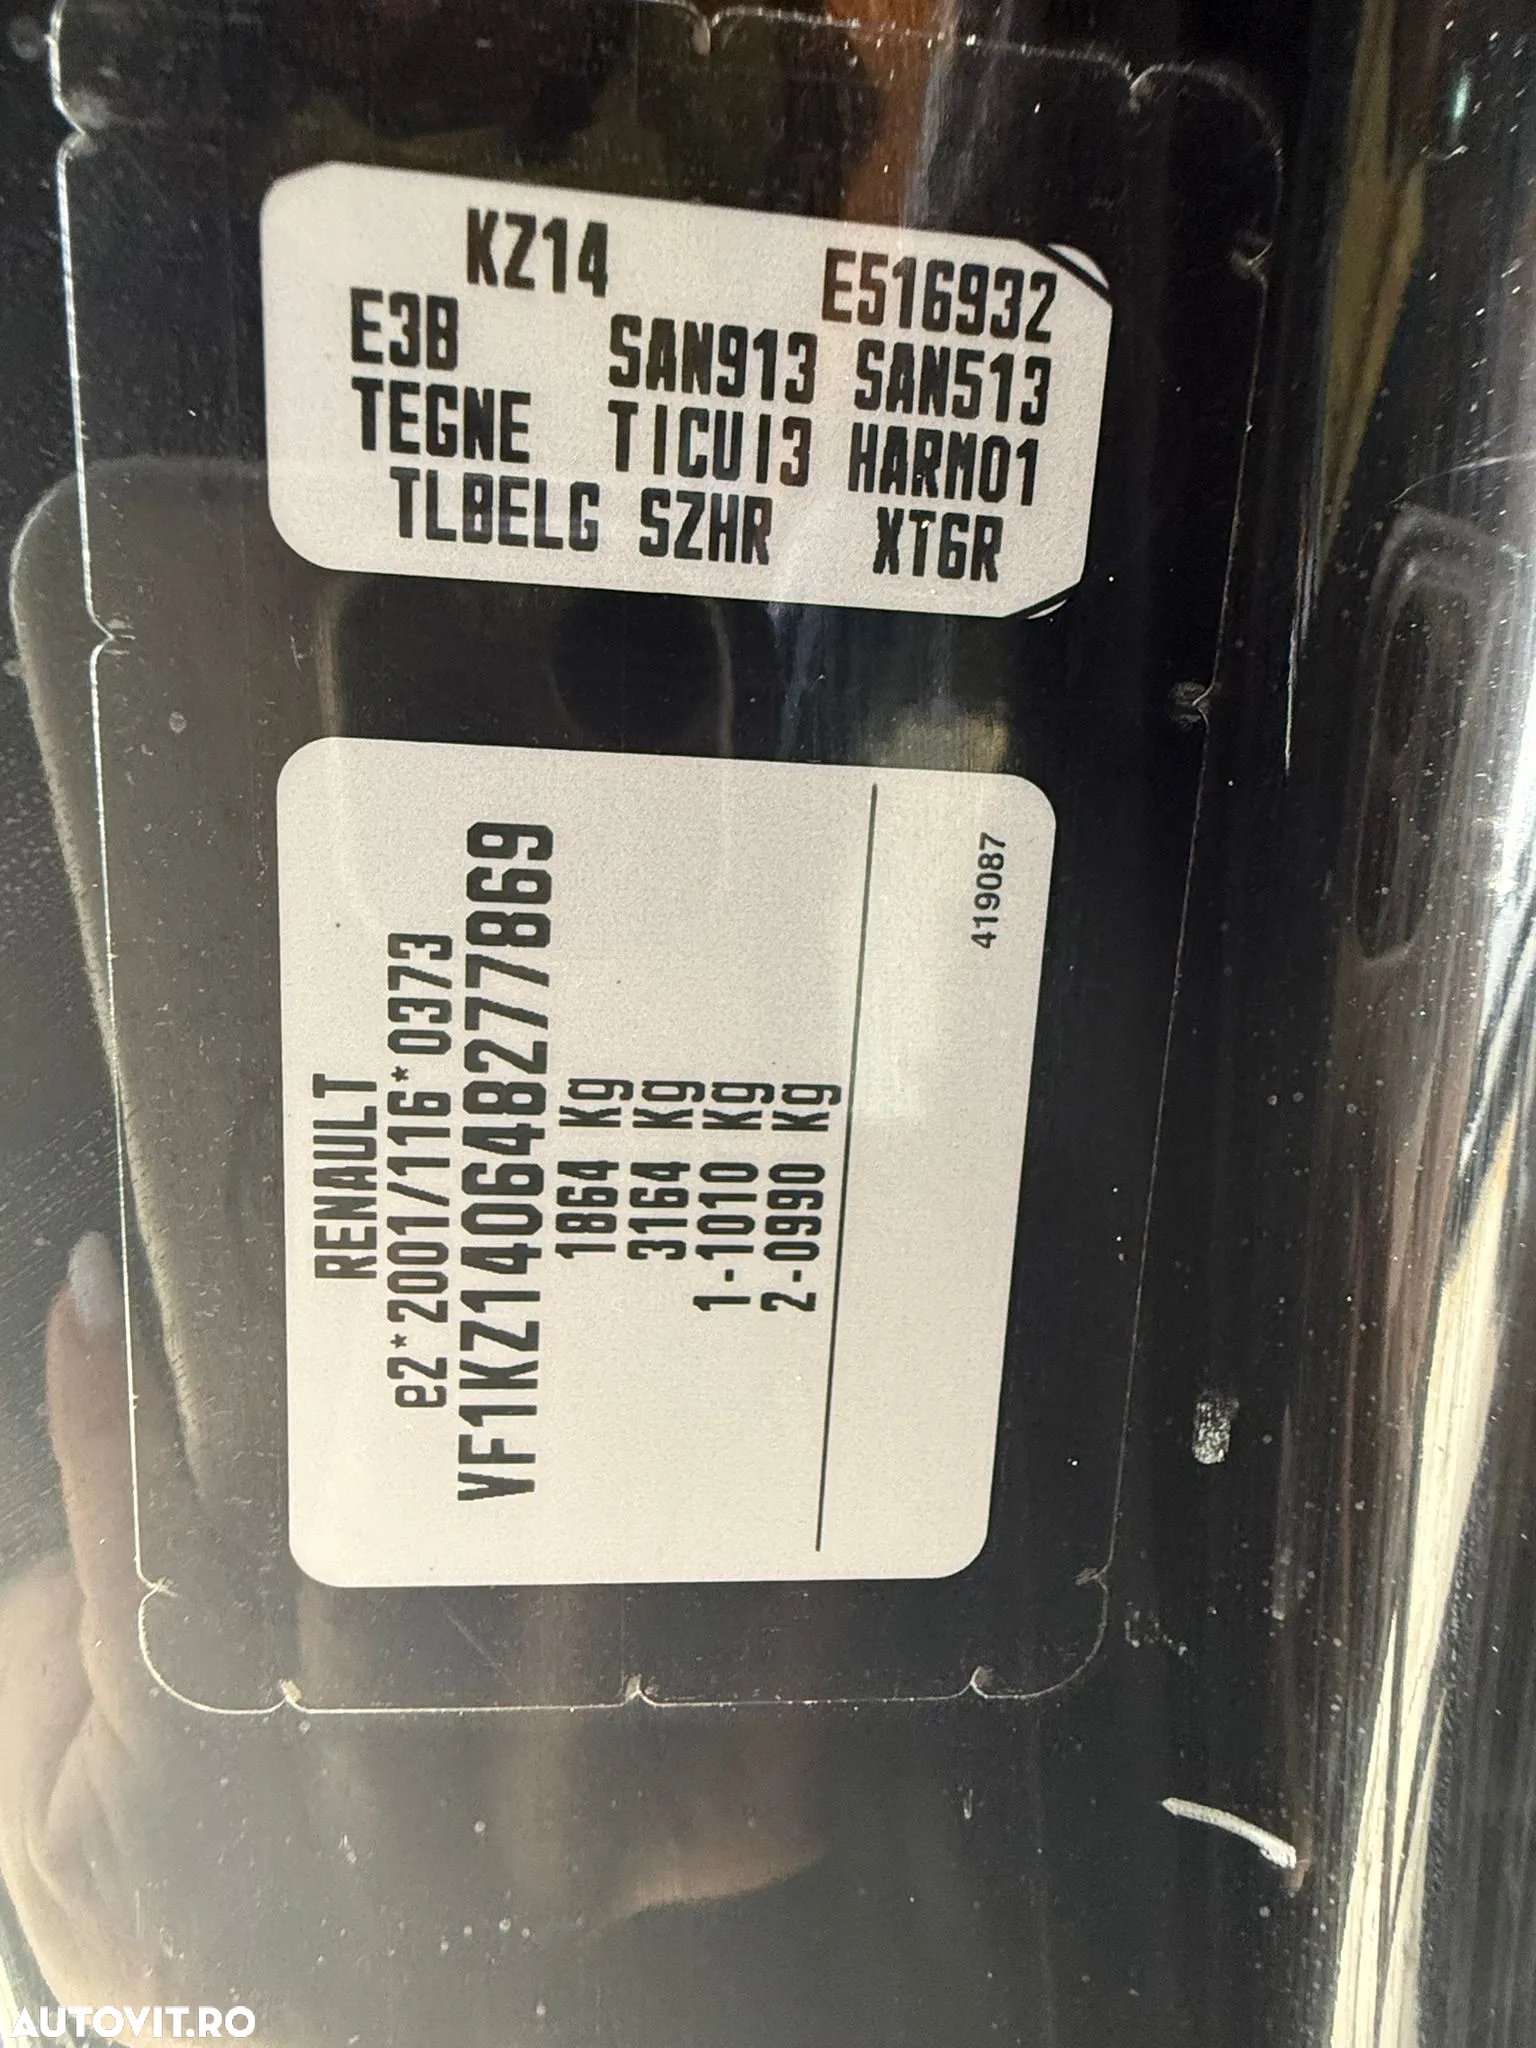 KZ14 E516932
E3B SAN913 SAN513
TEGNE TICUI3 HARM01
TLBELG SZHR XT6R
RENAULT
e2*2001/116*0373
VF1KZ140648277869
1864 Kg
3164 Kg
1-1010 Kg
2-0990 Kg
419087
AUTOVIT.RO